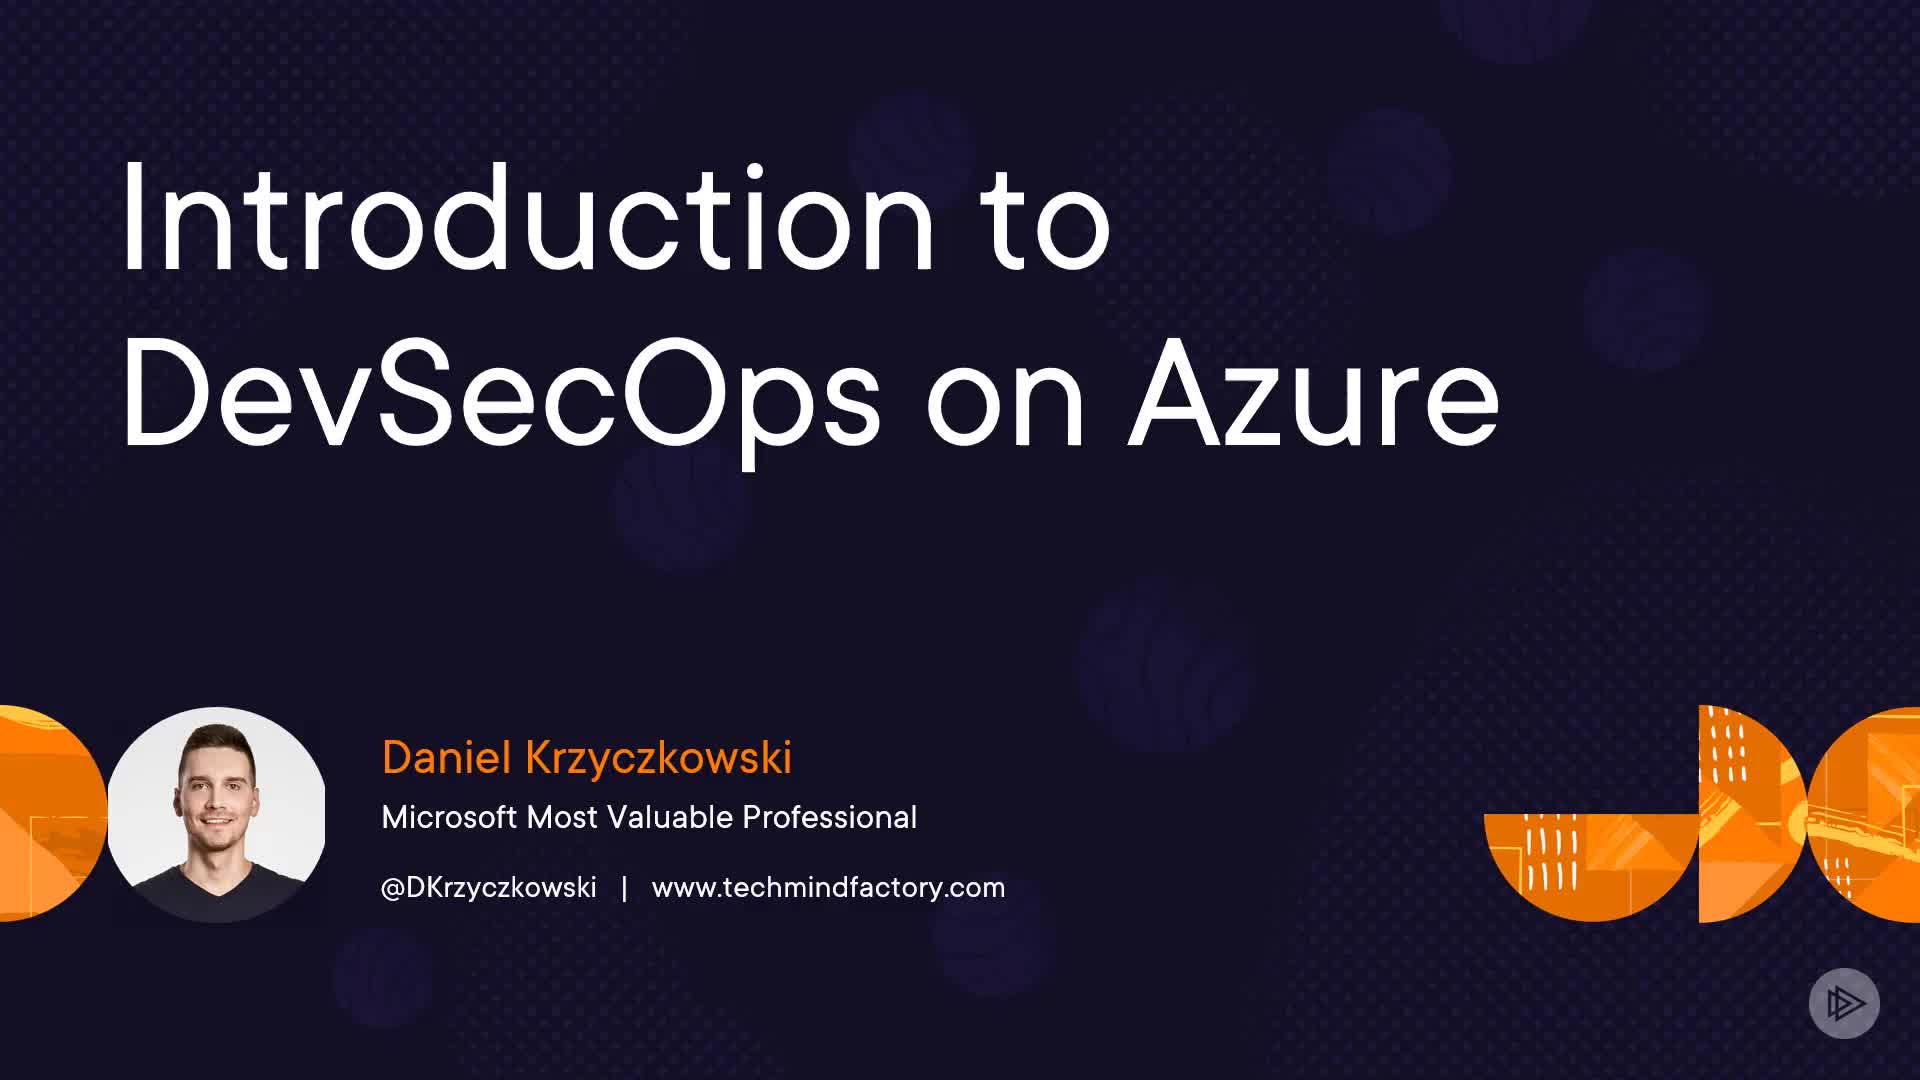 Introduction to
DevSecOps on Azure
Daniel Krzyczkowski
Microsoft Most Valuable Professional
@DKrzyczkowski | www.techmindfactory.com